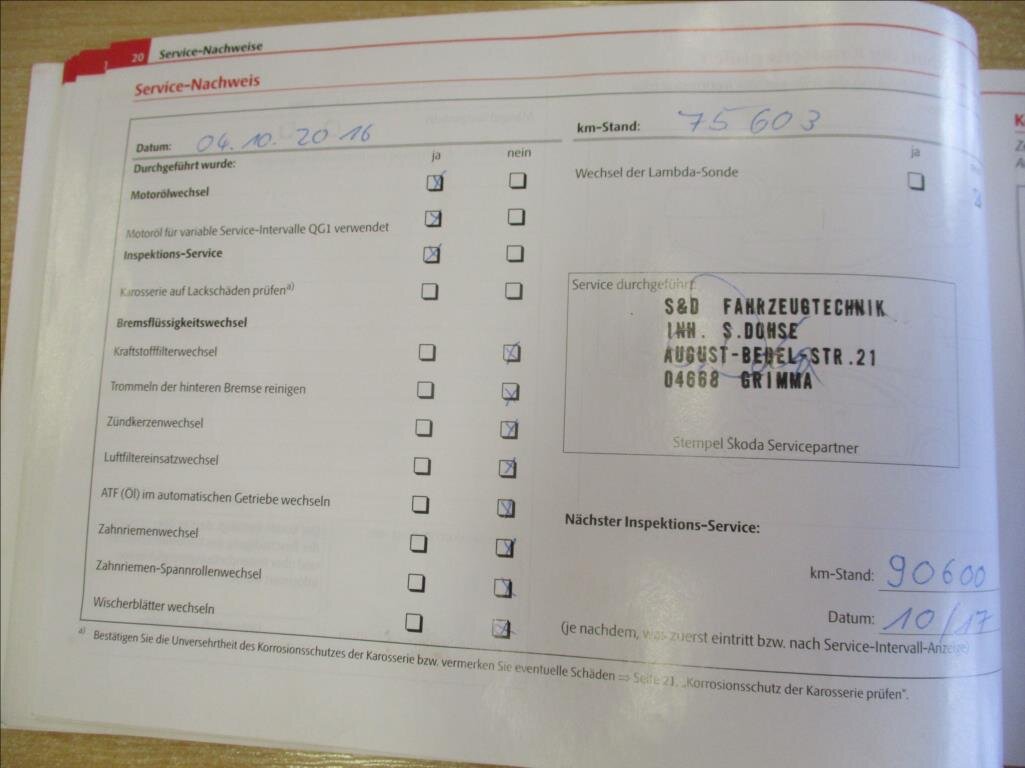 20 Service-Nachweise
Service-Nachweis
Datum: 04.10.2016
Durchgeführt wurde: ja nein
Motorölwechsel
Motoröl für variable Service-Intervalle QG1 verwendet
Inspektions-Service
Karosserie auf Lackschäden prüfen a)
Bremsflüssigkeitswechsel
Kraftstofffilterwechsel
Trommeln der hinteren Bremse reinigen
Zündkerzenwechsel
Luftfiltereinsatzwechsel
ATF (Öl) im automatischen Getriebe wechseln
Zahnriemenwechsel
Zahnriemen-Spannrollenwechsel
Wischerblätter wechseln
km-Stand: 75 603
ja
Wechsel der Lambda-Sonde
Service durchgeführt:
S&D FAHRZEUGTECHNIK
INH. S.DOHSE
AUGUST-BEBEL-STR.21
04668 GRIMMA
Stempel Škoda Servicepartner
Nächster Inspektions-Service:
km-Stand: 90600
Datum: 10/17
(je nachdem, was zuerst eintritt bzw. nach Service-Intervall-Anzeige)
a) Bestätigen Sie die Unversehrtheit des Korrosionsschutzes der Karosserie bzw. vermerken Sie eventuelle Schäden ⇒ Seite 21, „Korrosionsschutz der Karosserie prüfen".